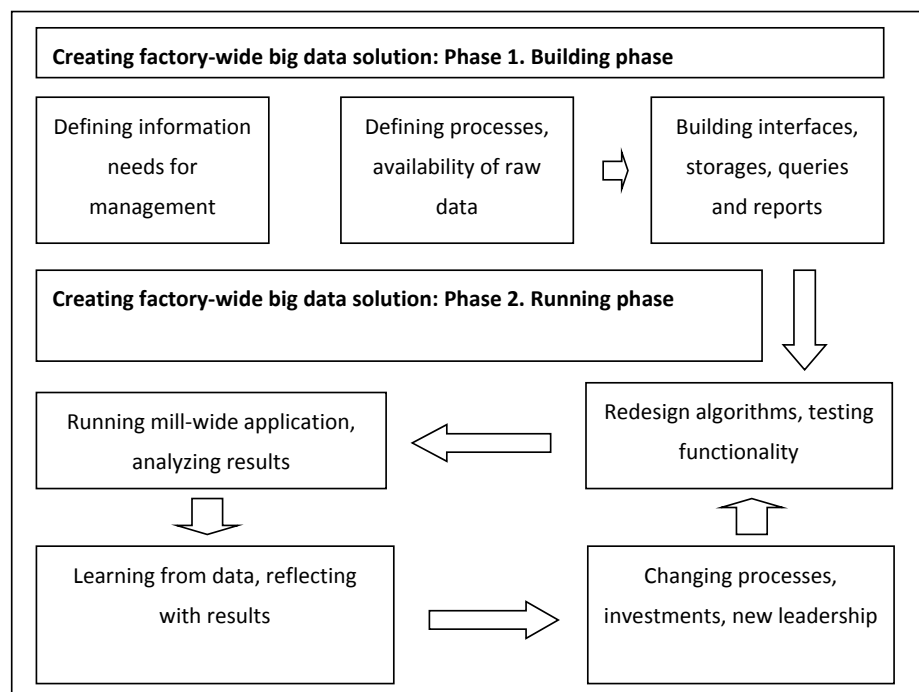 Creating factory-wide big data solution: Phase 1. Building phase
Defining information
needs for
management
Defining processes,
availability of raw
data
Building interfaces,
storages, queries
and reports
Creating factory-wide big data solution: Phase 2. Running phase
Running mill-wide application,
analyzing results
Redesign algorithms, testing
functionality
Learning from data, reflecting
with results
Changing processes,
investments, new leadership